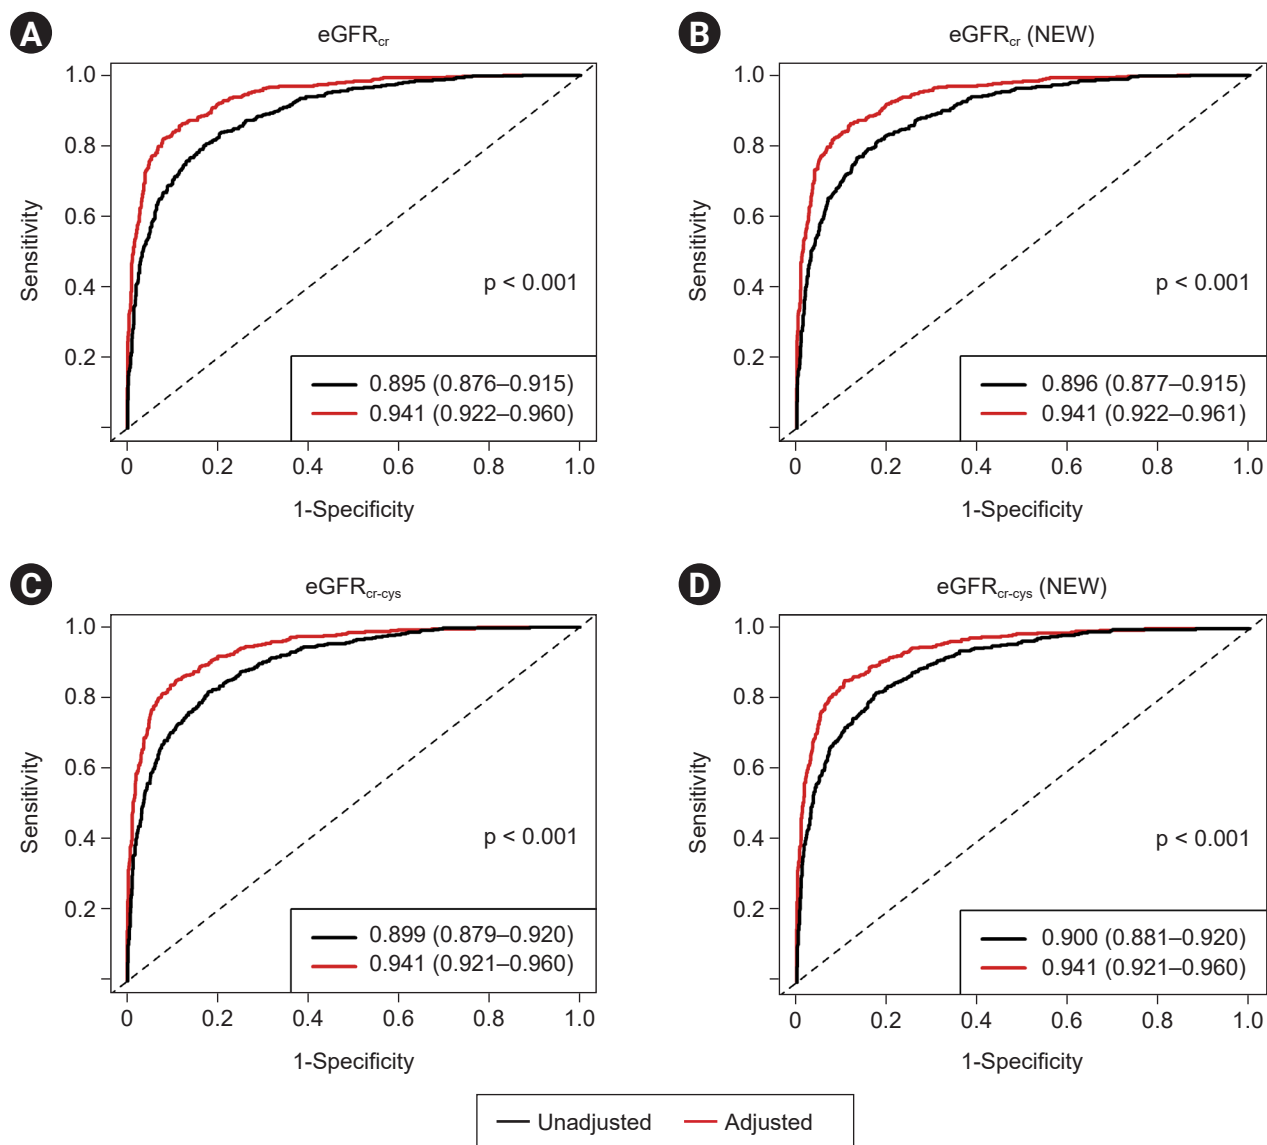 A
eGFRcr
1.0
0.8
0.6
0.4
0.2
Sensitivity
p < 0.001
0.895 (0.876–0.915)
0.941 (0.922–0.960)
0 0.2 0.4 0.6 0.8 1.0
1-Specificity
B
eGFRcr (NEW)
1.0
0.8
0.6
0.4
0.2
Sensitivity
p < 0.001
0.896 (0.877–0.915)
0.941 (0.922–0.961)
0 0.2 0.4 0.6 0.8 1.0
1-Specificity
C
eGFRcr-cys
1.0
0.8
0.6
0.4
0.2
Sensitivity
p < 0.001
0.899 (0.879–0.920)
0.941 (0.921–0.960)
0 0.2 0.4 0.6 0.8 1.0
1-Specificity
D
eGFRcr-cys (NEW)
1.0
0.8
0.6
0.4
0.2
Sensitivity
p < 0.001
0.900 (0.881–0.920)
0.941 (0.921–0.960)
0 0.2 0.4 0.6 0.8 1.0
1-Specificity
Unadjusted Adjusted